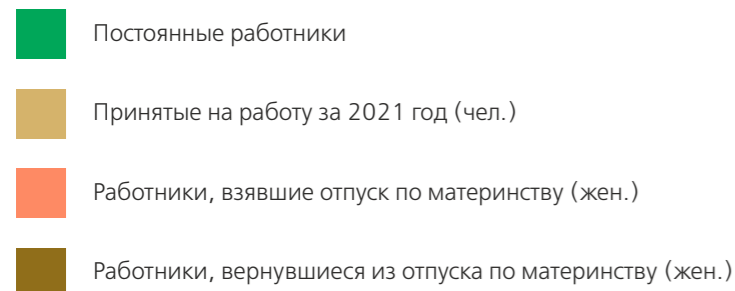 Постоянные работники
Принятые на работу за 2021 год (чел.)
Работники, взявшие отпуск по материнству (жен.)
Работники, вернувшиеся из отпуска по материнству (жен.)